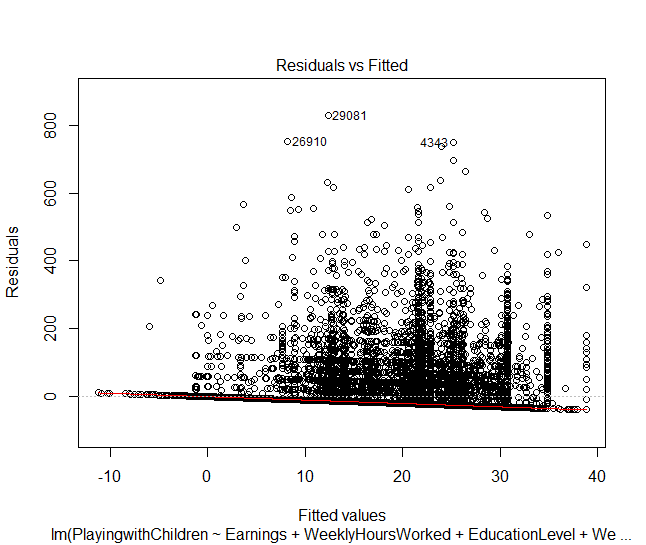 Residuals vs Fitted
Residuals
800
600
400
200
0
29081
26910
4343
-10 0 10 20 30 40
Fitted values
lm(PlayingwithChildren ~ Earnings + WeeklyHoursWorked + EducationLevel + We ...